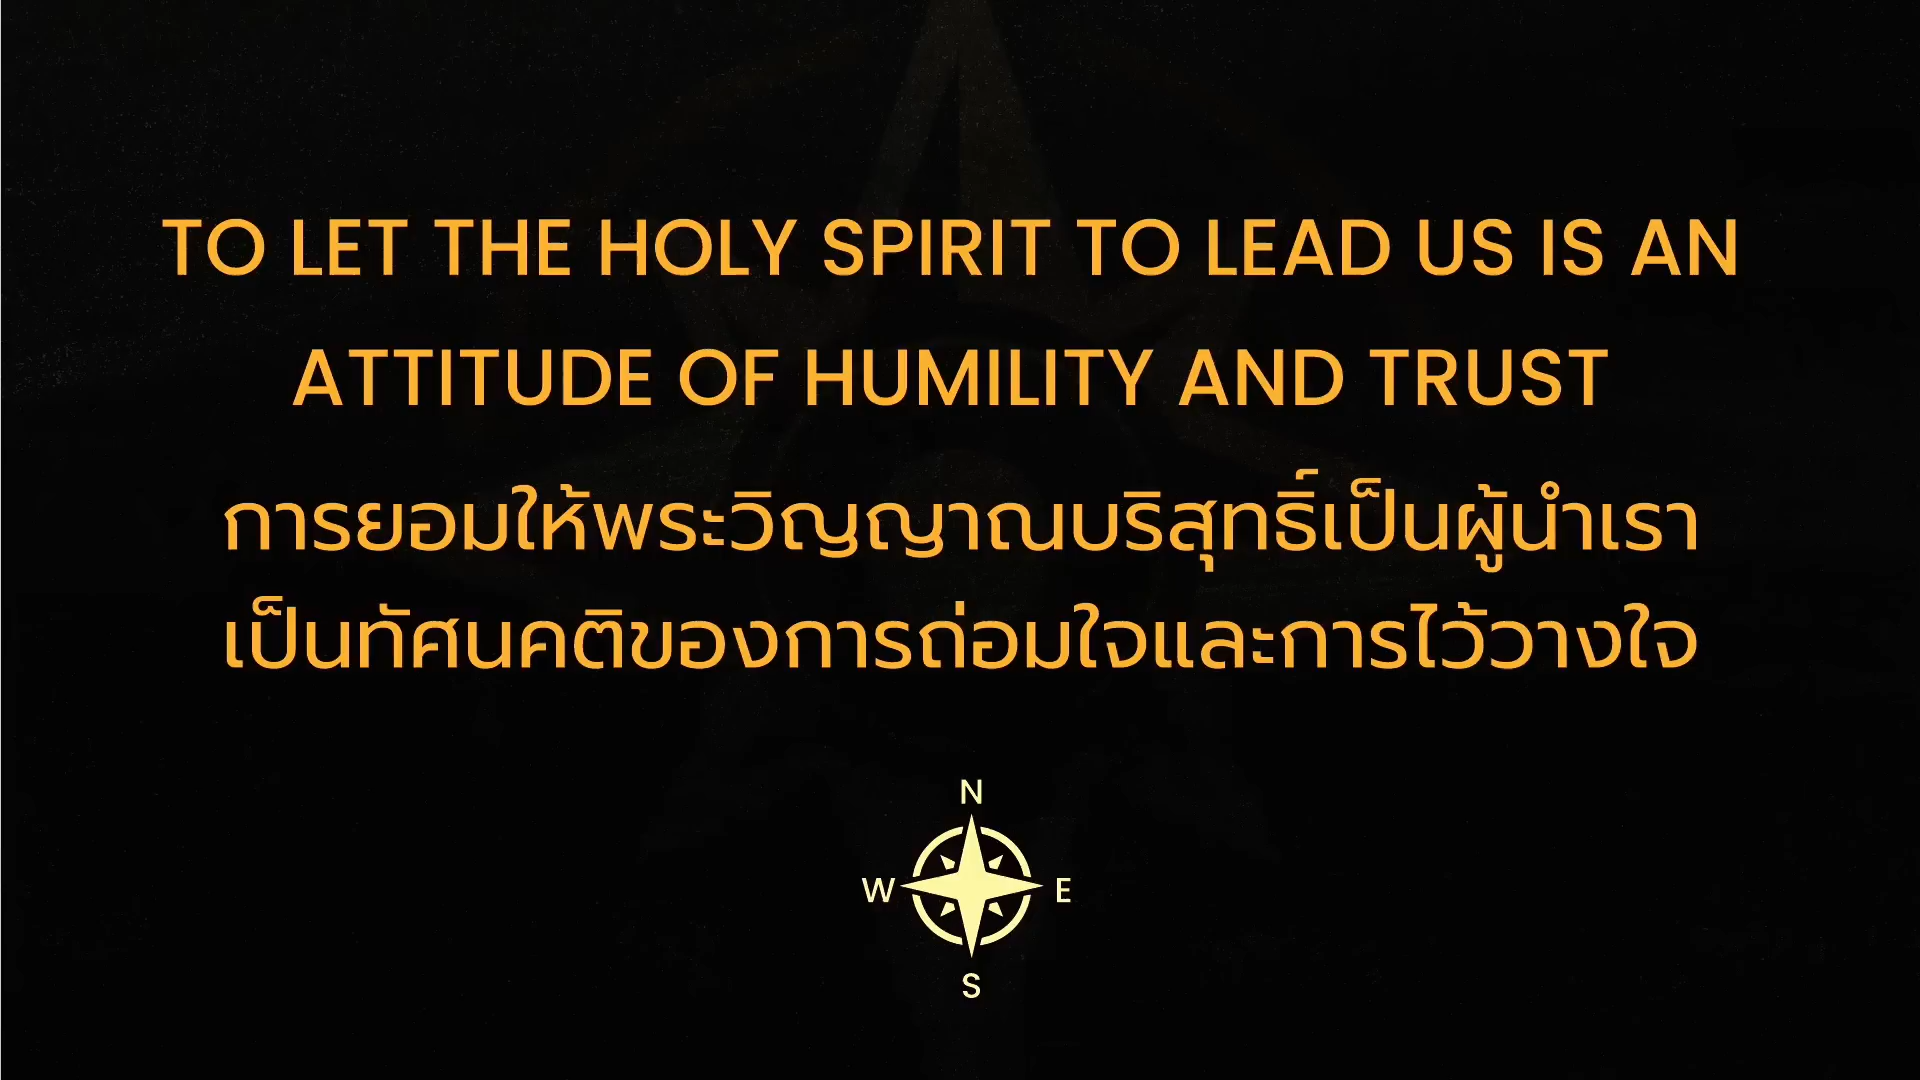 TO LET THE HOLY SPIRIT TO LEAD US IS AN
ATTITUDE OF HUMILITY AND TRUST
การยอมให้พระวิญญาณบริสุทธิ์เป็นผู้นำเรา
เป็นทัศนคติของการถ่อมใจและการไว้วางใจ
N
W E
S